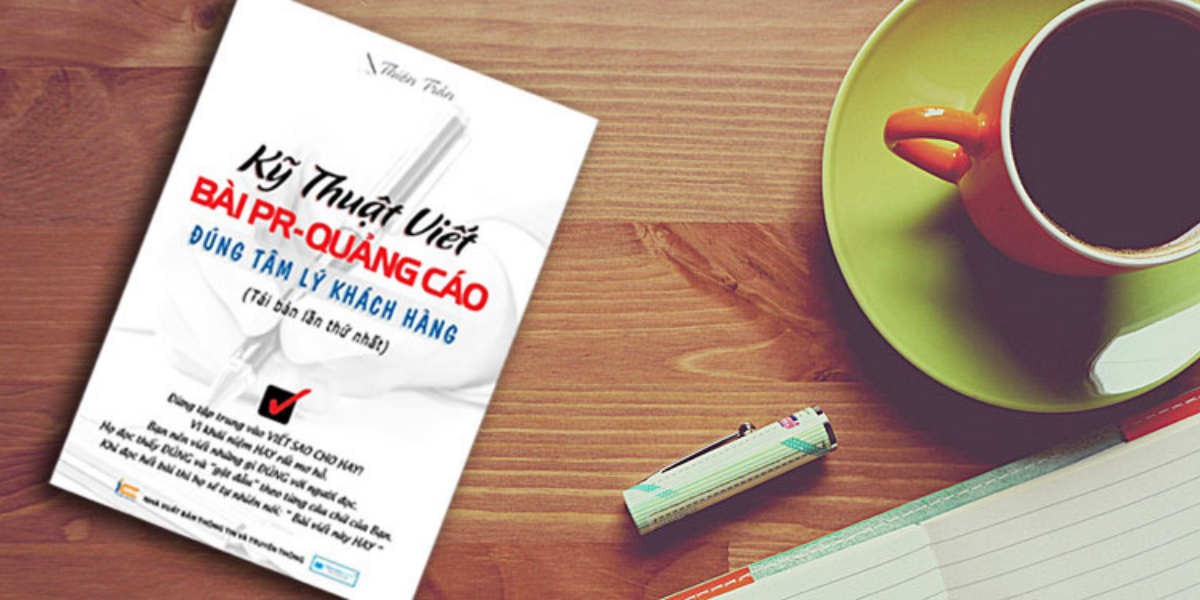 Thiên Trần
Kỹ Thuật Viết
BÀI PR-QUẢNG CÁO
ĐÚNG TÂM LÝ KHÁCH HÀNG
(Tái bản lần thứ nhất)
Đừng tập trung vào VIẾT SAO CHO HAY!
Vì khái niệm HAY rất mơ hồ.
Bạn nên viết những gì ĐÚNG với người đọc.
Họ đọc thấy ĐÚNG và "gật đầu" theo từng câu chữ của Bạn.
Khi đọc hết bài thì họ sẽ tự nhiên nói: " Bài viết này HAY "
NHÀ XUẤT BẢN THÔNG TIN VÀ TRUYỀN THÔNG